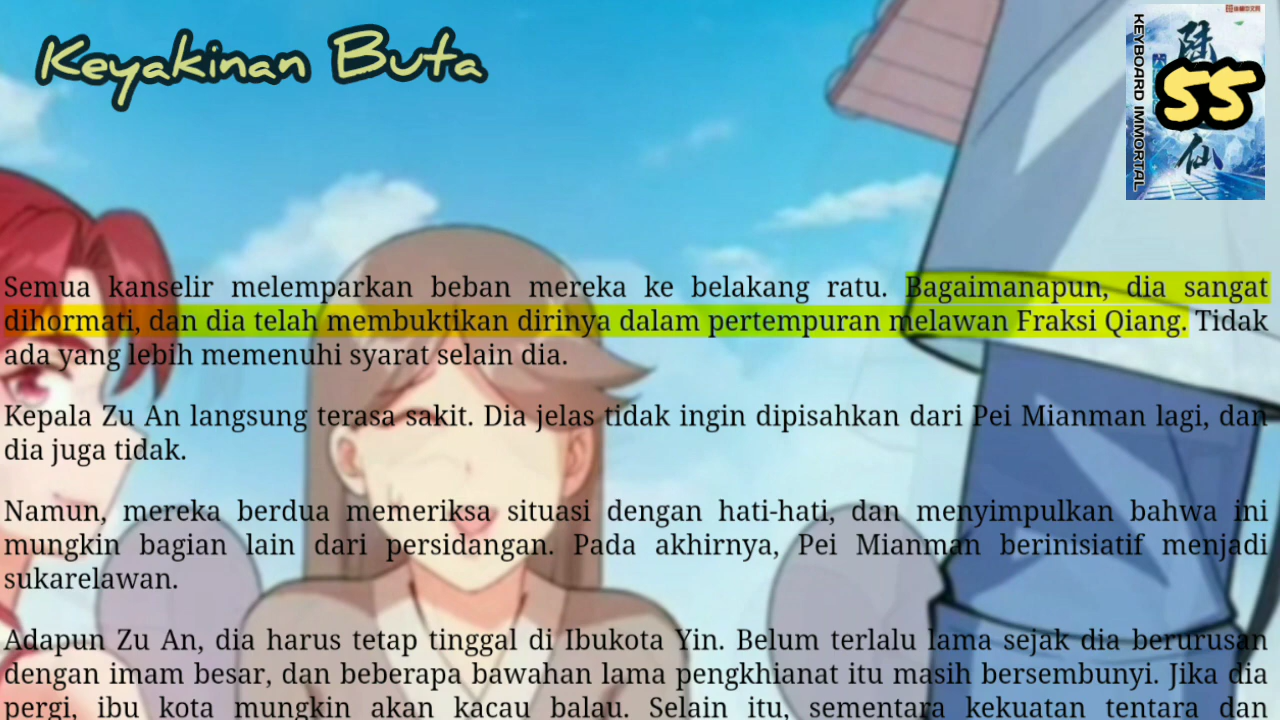 Keyakinan Buta
KEYBOARD IMMORTAL
55
仙
Semua kanselir melemparkan beban mereka ke belakang ratu. Bagaimanapun, dia sangat
dihormati, dan dia telah membuktikan dirinya dalam pertempuran melawan Fraksi Qiang. Tidak
ada yang lebih memenuhi syarat selain dia.
Kepala Zu An langsung terasa sakit. Dia jelas tidak ingin dipisahkan dari Pei Mianman lagi, dan
dia juga tidak.
Namun, mereka berdua memeriksa situasi dengan hati-hati, dan menyimpulkan bahwa ini
mungkin bagian lain dari persidangan. Pada akhirnya, Pei Mianman berinisiatif menjadi
sukarelawan.
Adapun Zu An, dia harus tetap tinggal di Ibukota Yin. Belum terlalu lama sejak dia berurusan
dengan imam besar, dan beberapa bawahan lama pengkhianat itu masih bersembunyi. Jika dia
pergi, ibu kota mungkin akan kacau balau. Selain itu, sementara kekuatan tentara dan